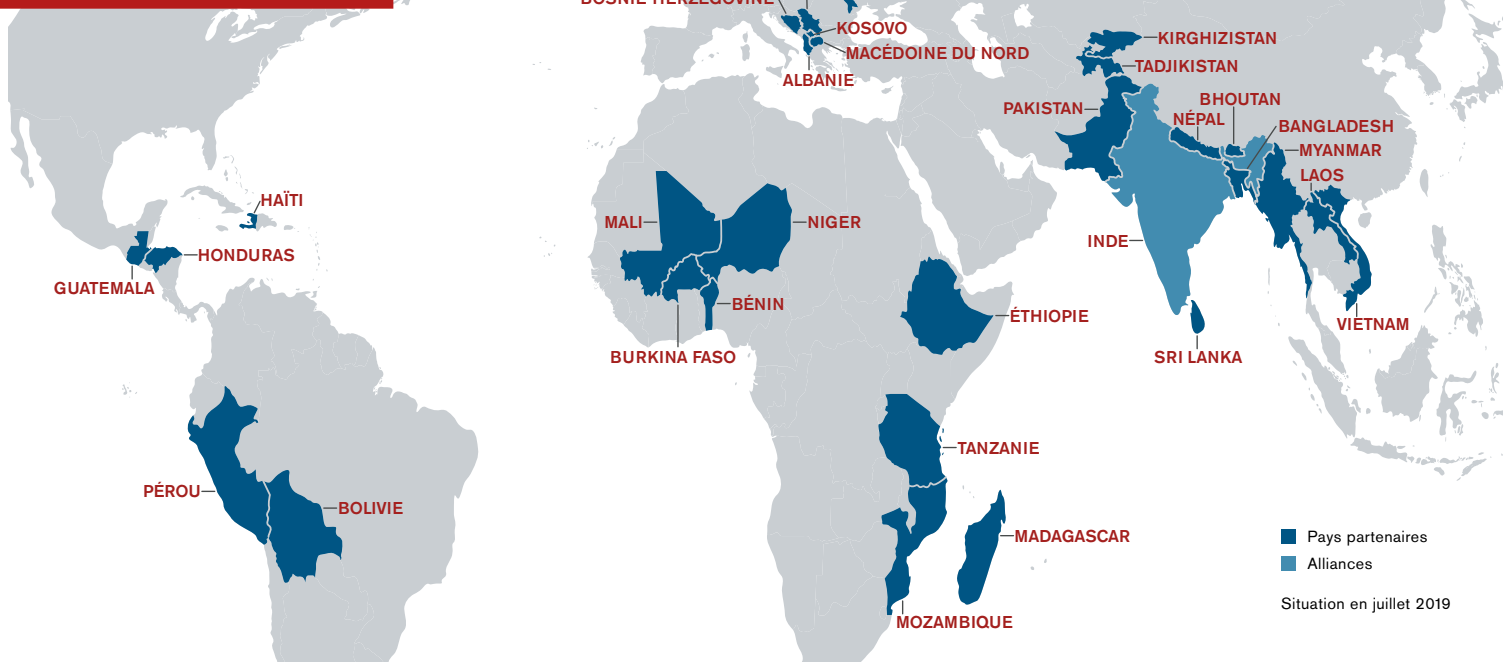 BOSNIE-HERZÉGOVINE
KOSOVO
MACÉDOINE DU NORD
ALBANIE
KIRGHIZISTAN
TADJIKISTAN
PAKISTAN
BHOUTAN
NÉPAL
BANGLADESH
MYANMAR
LAOS
HAÏTI
MALI
NIGER
INDE
HONDURAS
GUATEMALA
BÉNIN
ÉTHIOPIE
VIETNAM
BURKINA FASO
SRI LANKA
TANZANIE
PÉROU
BOLIVIE
MADAGASCAR
MOZAMBIQUE
Pays partenaires
Alliances
Situation en juillet 2019